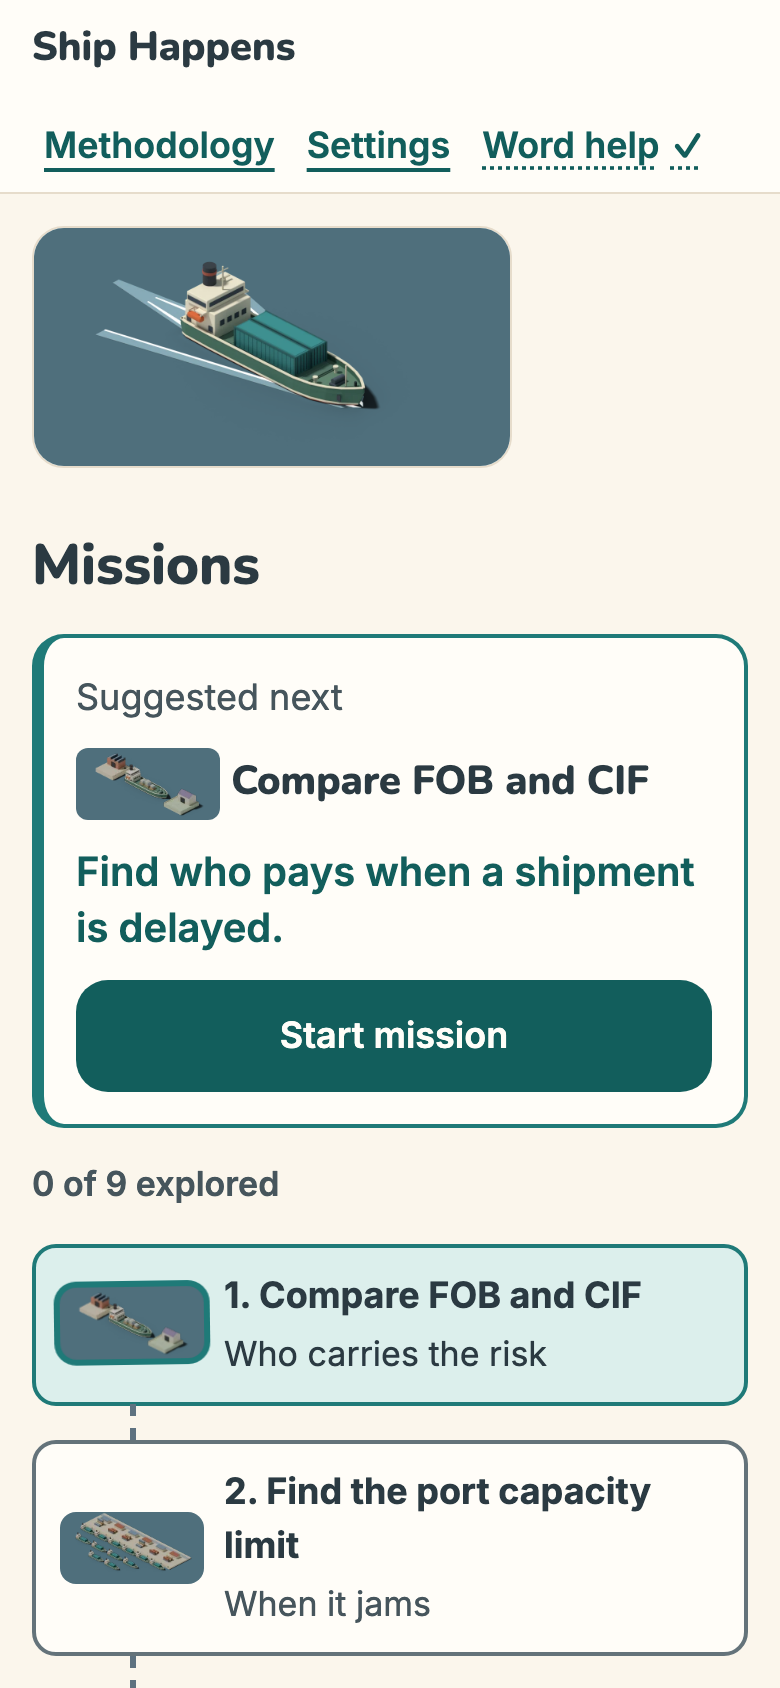 Ship Happens
Methodology Settings Word help ✓
Missions
Suggested next
Compare FOB and CIF
Find who pays when a shipment
is delayed.
Start mission
0 of 9 explored
1. Compare FOB and CIF
Who carries the risk
2. Find the port capacity
limit
When it jams